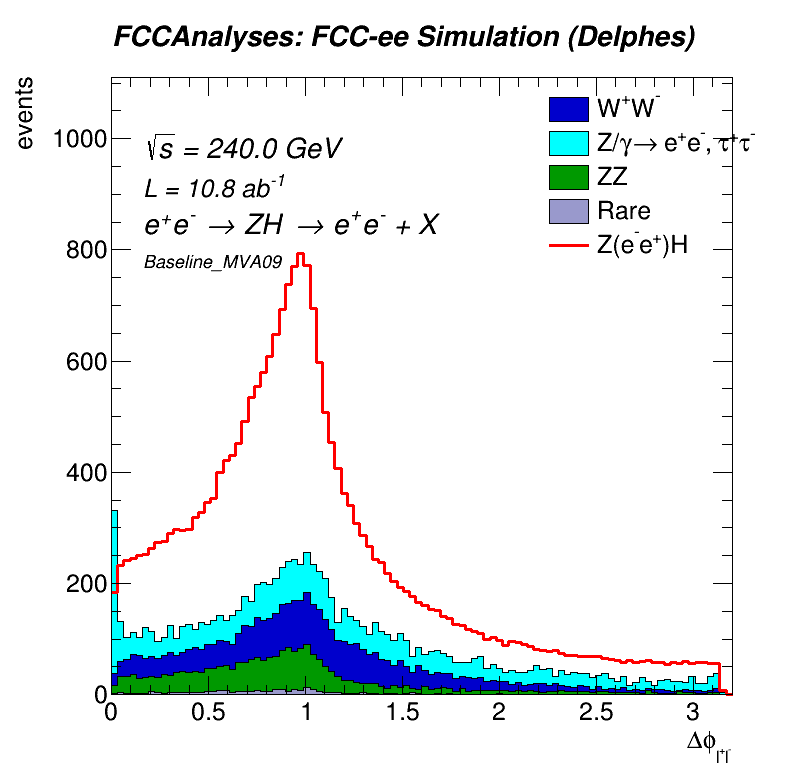 FCCAnalyses: FCC-ee Simulation (Delphes)
events
√s = 240.0 GeV
L = 10.8 ab⁻¹
e⁺e⁻ → ZH → e⁺e⁻ + X
Baseline_MVA09
W⁺W⁻
Z/γ→ e⁺e⁻, τ⁺τ⁻
ZZ
Rare
Z(e⁻e⁺)H
1000
800
600
400
200
0
0 0.5 1 1.5 2 2.5 3
Δϕ_l⁺l⁻